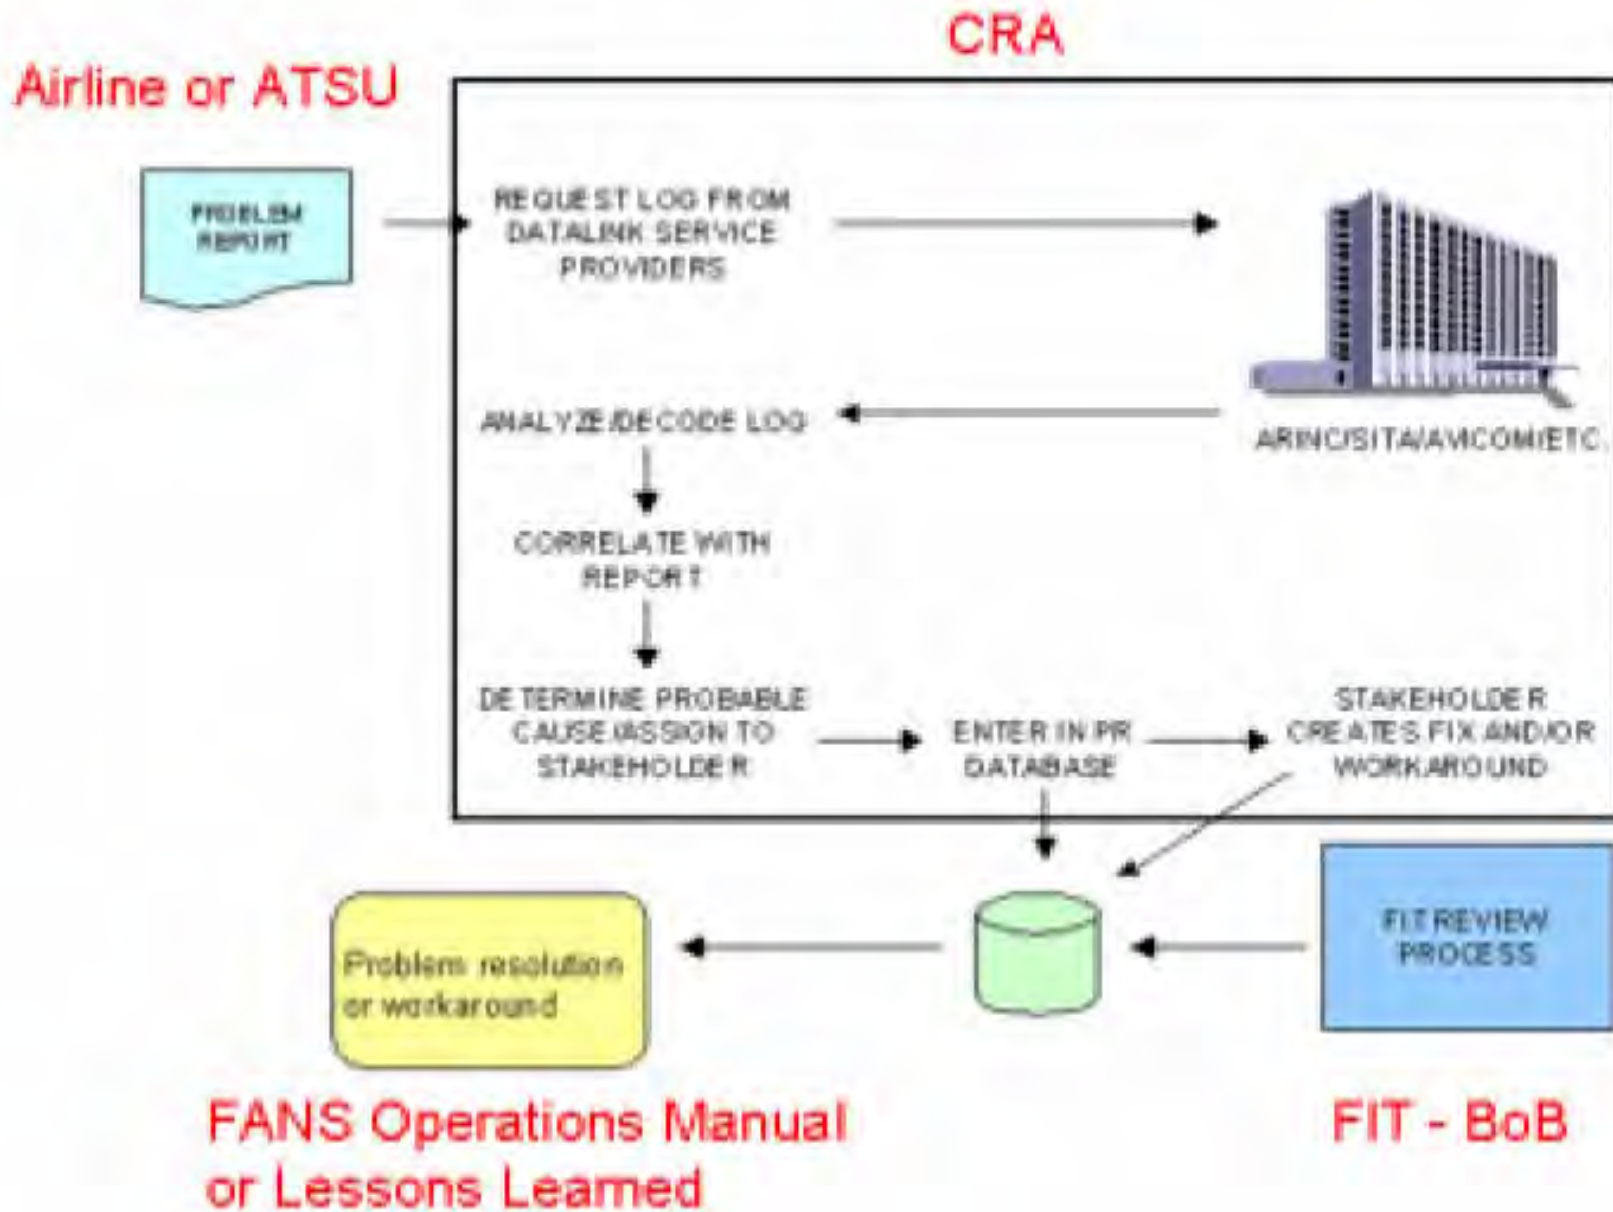 CRA
Airline or ATSU
PROBLEM
REPORT
REQUEST LOG FROM
DATALINK SERVICE
PROVIDERS
ARINC/SITA/AVICOM/ETC.
ANALYZE/DECODE LOG
CORRELATE WITH
REPORT
DETERMINE PROBABLE
CAUSE/ASSIGN TO
STAKEHOLDER
ENTER IN PR
DATABASE
STAKEHOLDER
CREATES FIX AND/OR
WORKAROUND
FIT REVIEW
PROCESS
Problem resolution
or workaround
FANS Operations Manual
or Lessons Learned
FIT - BoB